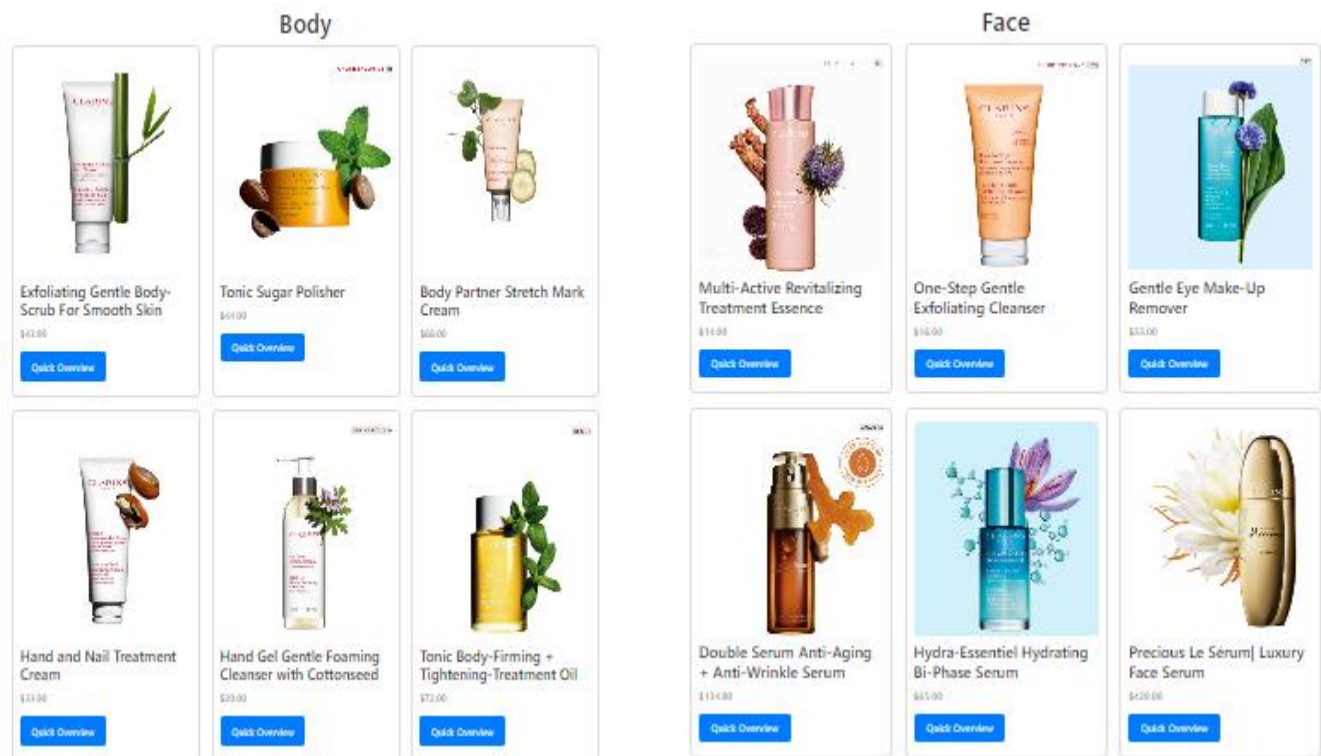 Body
Exfoliating Gentle Body-
Scrub For Smooth Skin
$43.00
Quick Overview
Tonic Sugar Polisher
$44.00
Quick Overview
Body Partner Stretch Mark
Cream
$68.00
Quick Overview
Hand and Nail Treatment
Cream
$33.00
Quick Overview
Hand Gel Gentle Foaming
Cleanser with Cottonseed
$20.00
Quick Overview
Tonic Body-Firming +
Tightening-Treatment Oil
$72.00
Quick Overview
Face
Multi-Active Revitalizing
Treatment Essence
$14.00
Quick Overview
CLARINS
One-Step Gentle
Exfoliating Cleanser
$16.00
Quick Overview
Gentle Eye Make-Up
Remover
$33.00
Quick Overview
Double Serum Anti-Aging
+ Anti-Wrinkle Serum
$134.00
Quick Overview
Hydra-Essentiel Hydrating
Bi-Phase Serum
$65.00
Quick Overview
Precious Le Sérum| Luxury
Face Serum
$420.00
Quick Overview